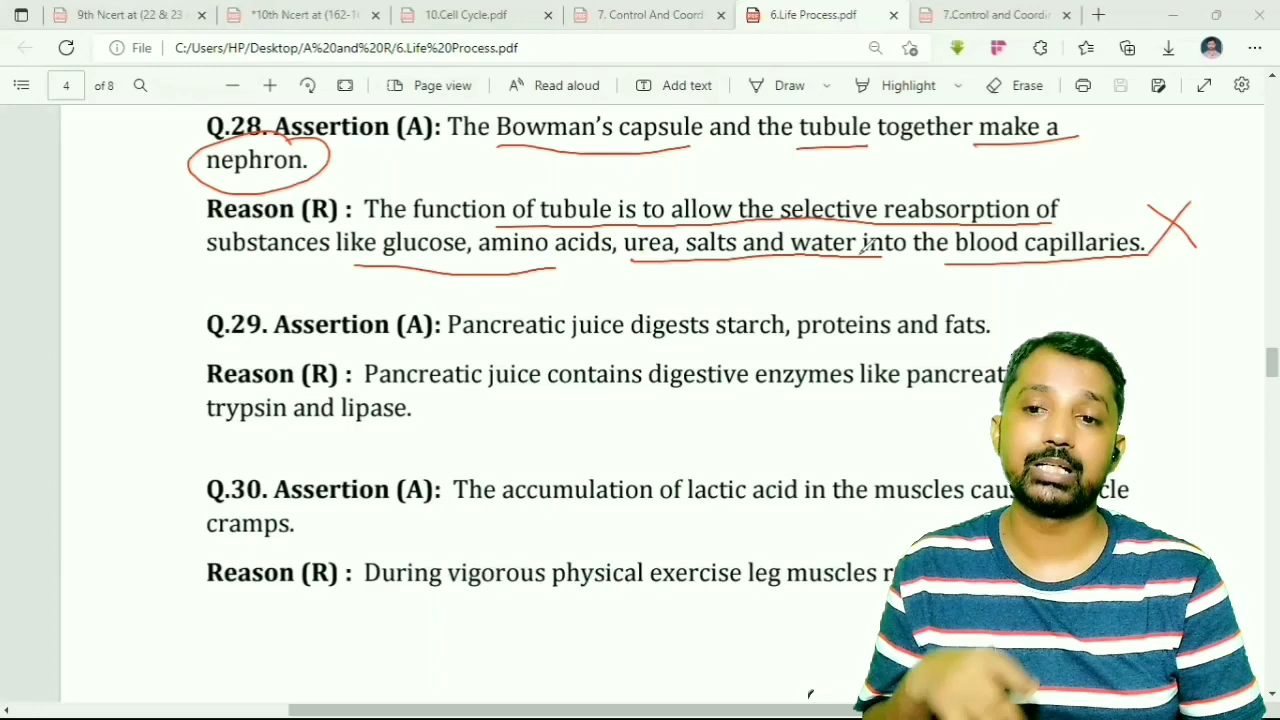 9th Ncert at (22 & 23
*10th Ncert at (162-1
10.Cell Cycle.pdf
7. Control And Coord
6.Life Process.pdf
7.Control and Coordi
File
C:/Users/HP/Desktop/A%20and%20R/6.Life%20Process.pdf
4 of 8
Page view
Read aloud
Add text
Draw
Highlight
Erase
Q.28. Assertion (A): The Bowman's capsule and the tubule together make a
nephron.
Reason (R) : The function of tubule is to allow the selective reabsorption of
substances like glucose, amino acids, urea, salts and water into the blood capillaries.
Q.29. Assertion (A): Pancreatic juice digests starch, proteins and fats.
Reason (R) : Pancreatic juice contains digestive enzymes like pancreat
trypsin and lipase.
Q.30. Assertion (A): The accumulation of lactic acid in the muscles cau cle
cramps.
Reason (R) : During vigorous physical exercise leg muscles